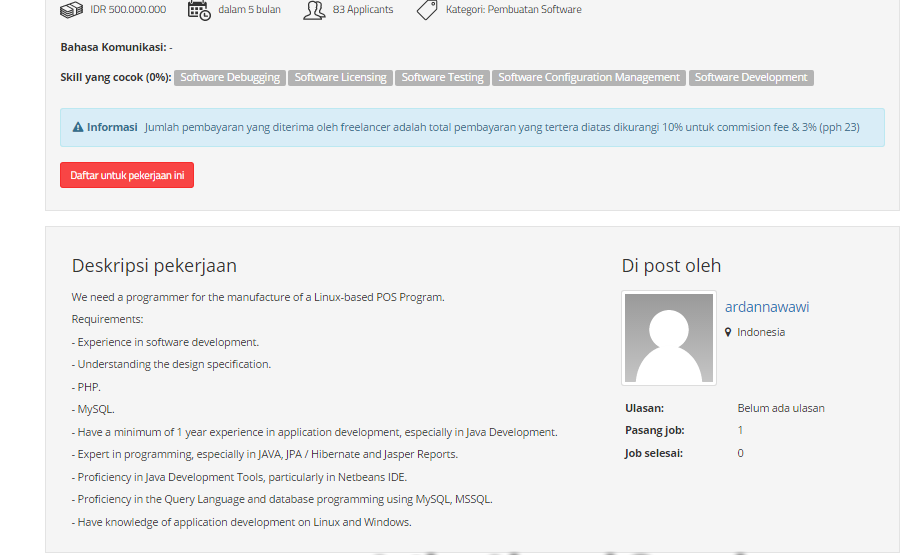 IDR 500.000.000 dalam 5 bulan 83 Applicants Kategori: Pembuatan Software
Bahasa Komunikasi: -
Skill yang cocok (0%): Software Debugging Software Licensing Software Testing Software Configuration Management Software Development
Informasi Jumlah pembayaran yang diterima oleh freelancer adalah total pembayaran yang tertera diatas dikurangi 10% untuk commision fee & 3% (pph 23)
Daftar untuk pekerjaan ini
Deskripsi pekerjaan
We need a programmer for the manufacture of a Linux-based POS Program.
Requirements:
- Experience in software development.
- Understanding the design specification.
- PHP.
- MySQL.
- Have a minimum of 1 year experience in application development, especially in Java Development.
- Expert in programming, especially in JAVA, JPA / Hibernate and Jasper Reports.
- Proficiency in Java Development Tools, particularly in Netbeans IDE.
- Proficiency in the Query Language and database programming using MySQL, MSSQL.
- Have knowledge of application development on Linux and Windows.
Di post oleh
ardannawawi
Indonesia
Ulasan: Belum ada ulasan
Pasang job: 1
Job selesai: 0